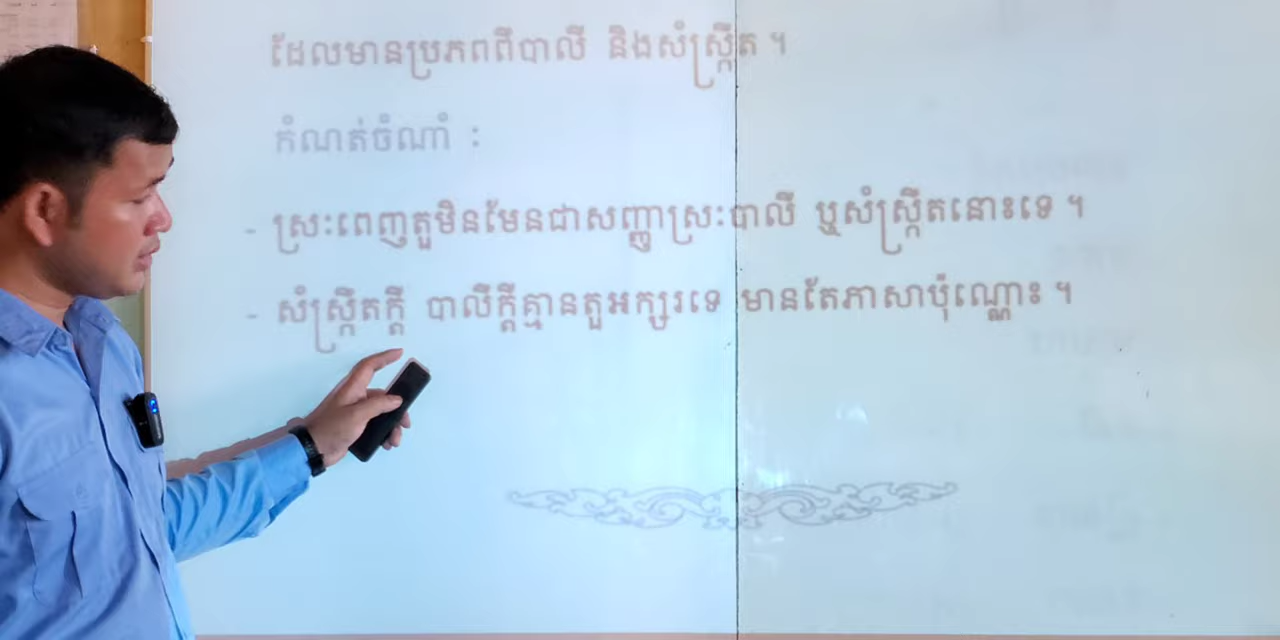 ដែលមានប្រភពពីបាលី និងសំស្ក្រឹត ។
កំណត់ចំណាំ ៖
- ស្រៈពេញតួមិនមែនជាសញ្ញាស្រៈបាលី ឬសំស្ក្រឹតនោះទេ ។
- សំស្ក្រឹតក្តី បាលីក្តីគ្មានតួអក្សរទេ មានតែភាសាប៉ុណ្ណោះ ។